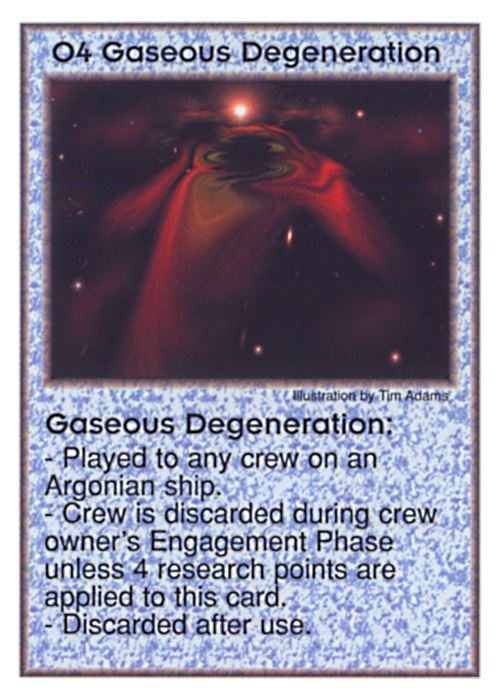 O4 Gaseous Degeneration
Illustration by Tim Adams
Gaseous Degeneration:
- Played to any crew on an
Argonian ship.
- Crew is discarded during crew
owner's Engagement Phase
unless 4 research points are
applied to this card.
- Discarded after use.